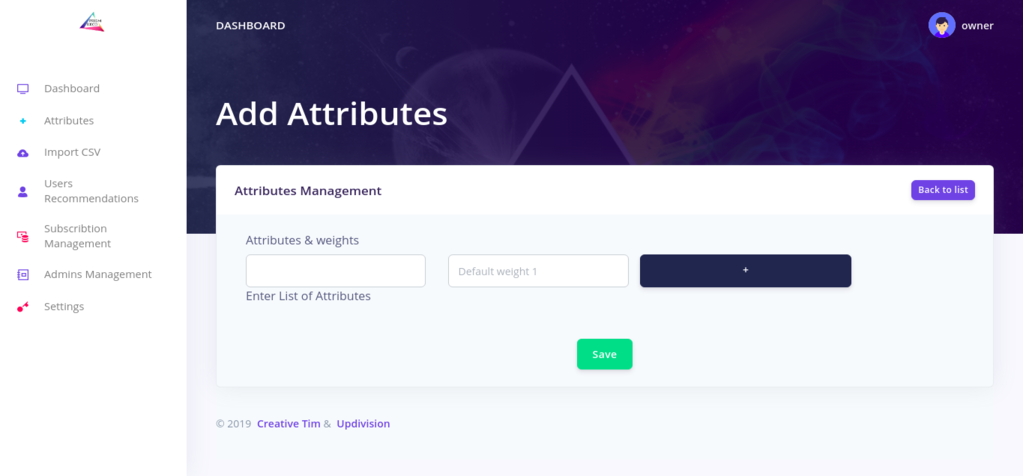 DASHBOARD
owner
Dashboard
Attributes
Import CSV
Users
Recommendations
Subscribtion
Management
Admins Management
Settings
Add Attributes
Attributes Management
Back to list
Attributes & weights
Default weight 1
+
Enter List of Attributes
Save
© 2019 Creative Tim & Updivision